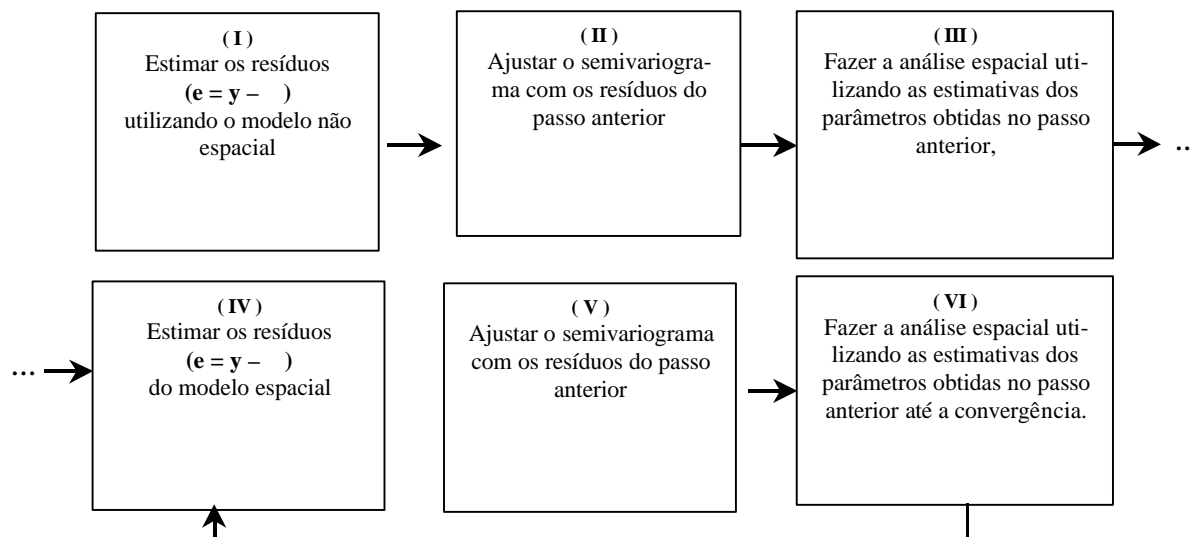 ( I )
Estimar os resíduos
(e = y – )
utilizando o modelo não
espacial
( II )
Ajustar o semivariogra-
ma com os resíduos do
passo anterior
( III )
Fazer a análise espacial uti-
lizando as estimativas dos
parâmetros obtidas no passo
anterior,
..
...
( IV )
Estimar os resíduos
(e = y – )
do modelo espacial
( V )
Ajustar o semivariograma
com os resíduos do passo
anterior
( VI )
Fazer a análise espacial uti-
lizando as estimativas dos
parâmetros obtidas no passo
anterior até a convergência.